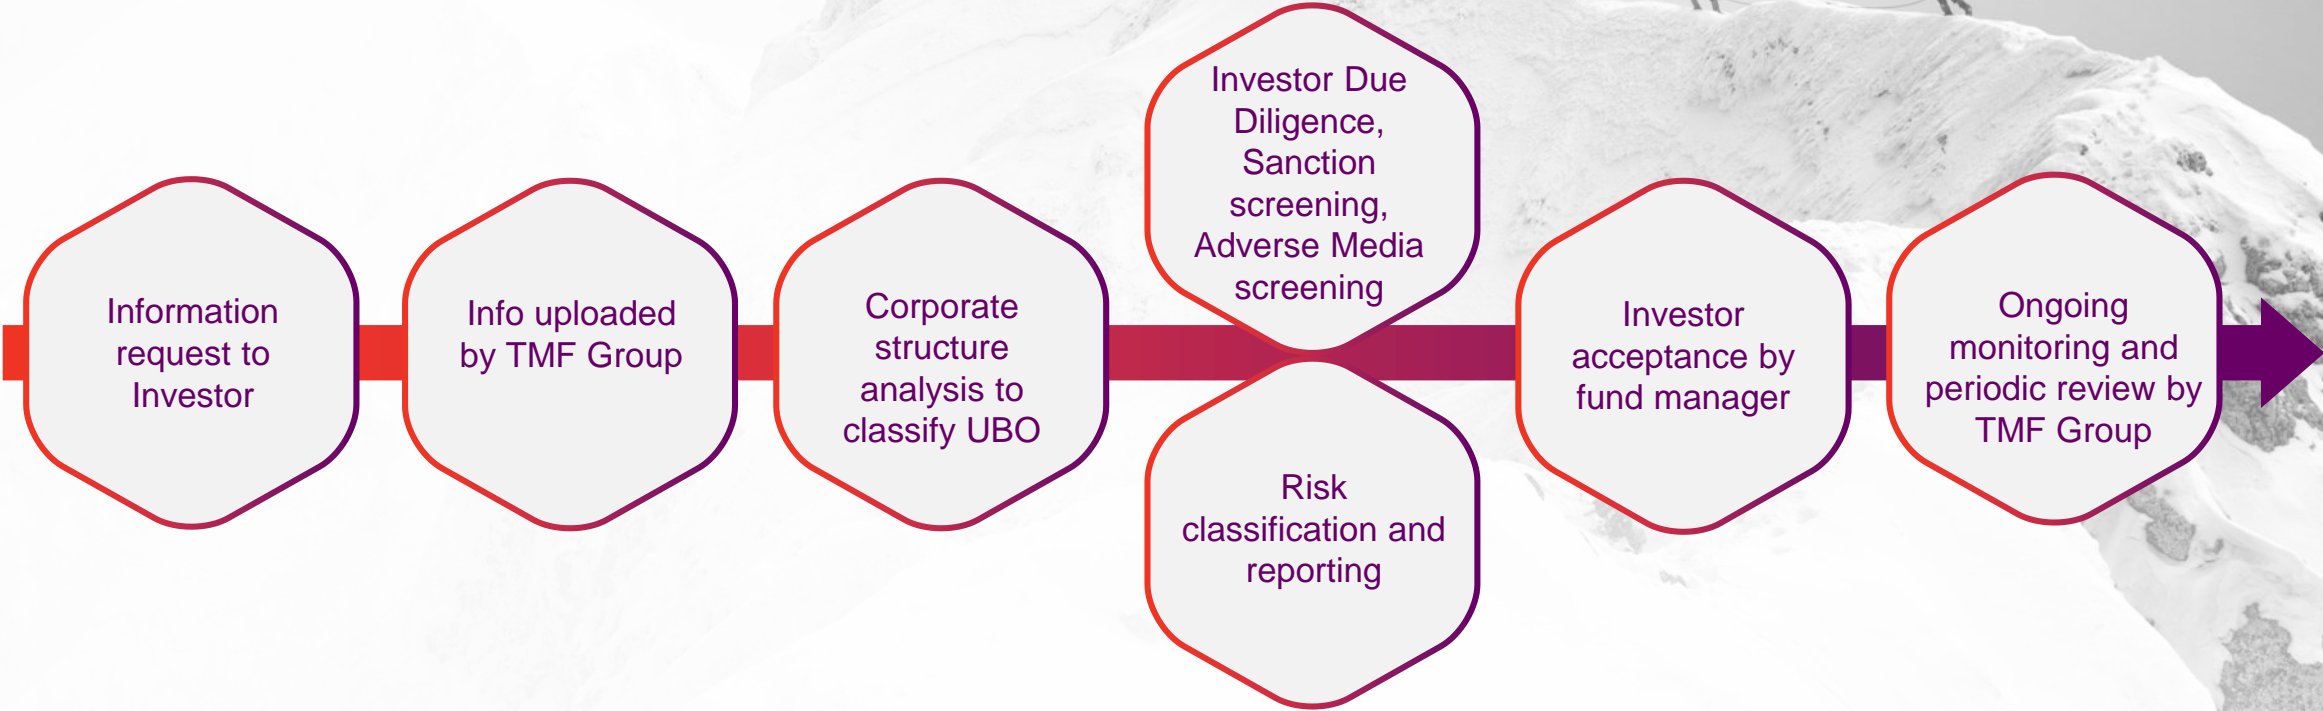 Information
request to
Investor
Info uploaded
by TMF Group
Corporate
structure
analysis to
classify UBO
Investor Due
Diligence,
Sanction
screening,
Adverse Media
screening
Risk
classification and
reporting
Investor
acceptance by
fund manager
Ongoing
monitoring and
periodic review by
TMF Group